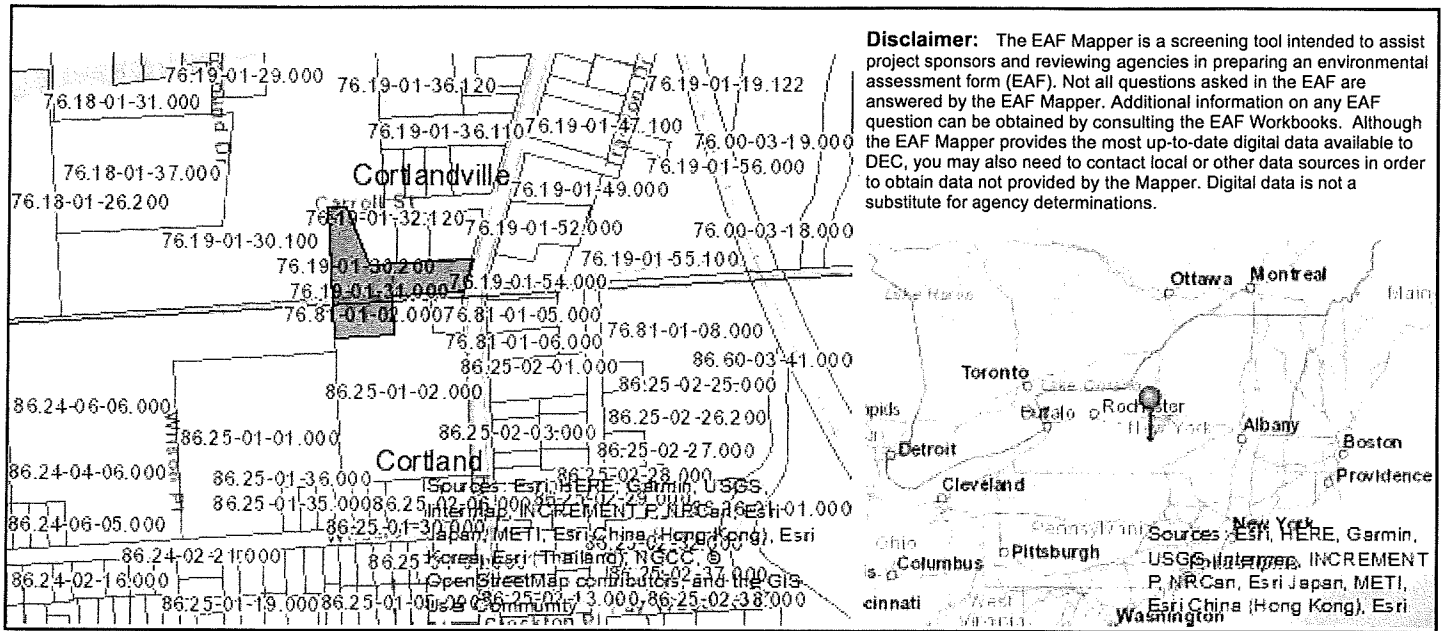 Disclaimer: The EAF Mapper is a screening tool intended to assist
project sponsors and reviewing agencies in preparing an environmental
assessment form (EAF). Not all questions asked in the EAF are
answered by the EAF Mapper. Additional information on any EAF
question can be obtained by consulting the EAF Workbooks. Although
the EAF Mapper provides the most up-to-date digital data available to
DEC, you may also need to contact local or other data sources in order
to obtain data not provided by the Mapper. Digital data is not a
substitute for agency determinations.
76.19-01-29.000
76.18-01-31.000
76.19-01-36.120
76.19-01-19.122
76.19-01-36.110
76.19-01-47.100
76.00-03-19.000
76.18-01-37.000
76.19-01-56.000
Cortlandville
76.18-01-26.200
76.19-01-49.000
Carroll St
76.19-01-32.120
76.19-01-52.000
76.00-03-18.000
76.19-01-30.100
76.19-01-55.100
76.19-01-30.200
76.19-01-54.000
76.19-01-31.000
76.81-01-02.000
76.81-01-05.000
76.81-01-08.000
76.81-01-06.000
86.60-03-41.000
86.25-02-01.000
86.25-01-02.000
86.25-02-25.000
86.24-06-06.000
86.25-02-26.200
86.25-01-01.000
86.25-02-03.000
86.25-02-27.000
Cortland
86.24-04-06.000
86.25-02-28.000
86.25-01-36.000
86.25-01-35.000
86.24-06-05.000
86.25-01-30.000
86.24-02-21.000
86.24-02-16.000
86.25-02-37.000
86.25-01-19.000
86.25-02-13.000
86.25-02-38.000
Sources: Esri, HERE, Garmin, USGS,
Intermap, INCREMENT P, NRCan, Esri
Japan, METI, Esri China (Hong Kong), Esri
Korea, Esri (Thailand), NGCC, ©
OpenStreetMap contributors, and the GIS
User Community
Ottawa
Montreal
Lake Huron
Toronto
Buffalo
Rochester
New York
Albany
Boston
Providence
Detroit
Cleveland
Pittsburgh
Ohio
Columbus
cinnati
West
Virginia
New York
Washington
Sources: Esri, HERE, Garmin,
USGS, Intermap, INCREMENT
P, NRCan, Esri Japan, METI,
Esri China (Hong Kong), Esri